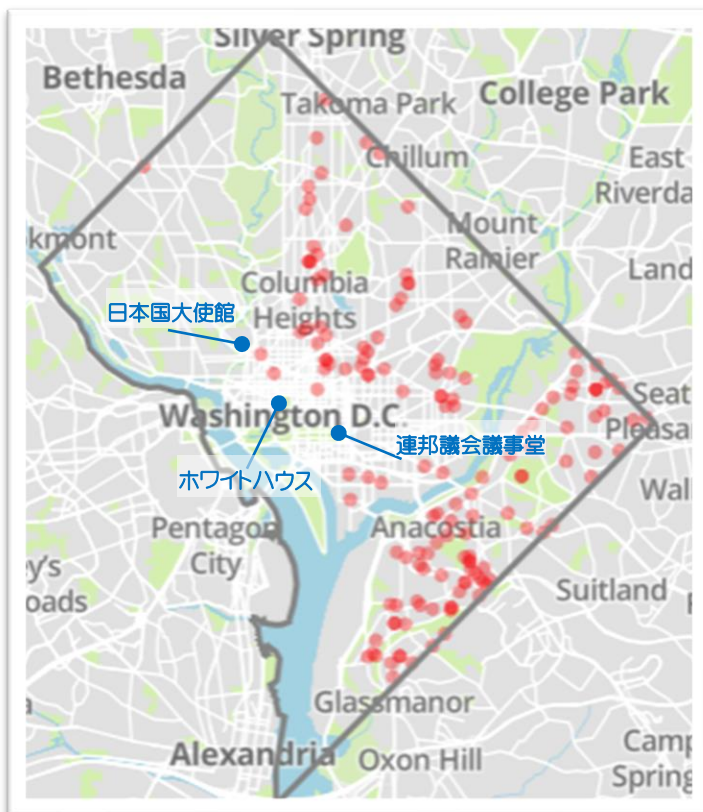 Silver Spring
Bethesda
Takoma Park
College Park
Chillum
East
Riverda
Mount
Rainier
kmont
Land
Columbia
Heights
日本国大使館
Seat
Pleasa
Washington D.C
連邦議会議事堂
ホワイトハウス
Wal
Pentagon
City
Anacostia
y's
oads
Suitland
Glassmanor
Alexandria
Oxon Hill
Camp
Spring